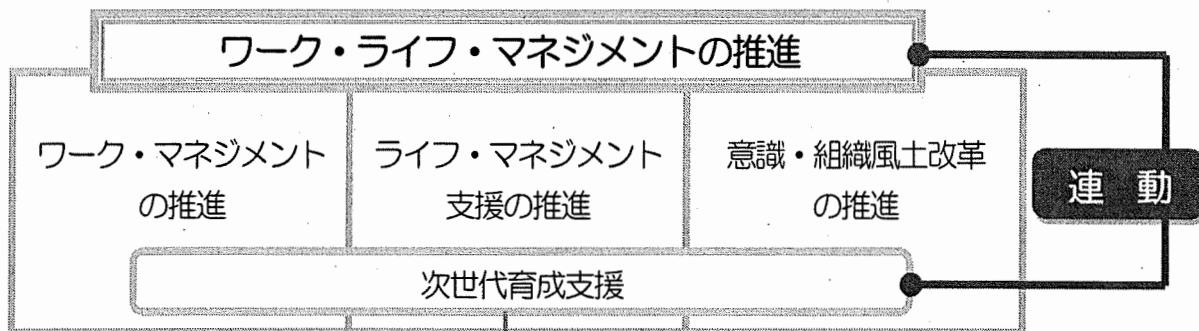 ワーク・ライフ・マネジメントの推進
ワーク・マネジメント
の推進
ライフ・マネジメント
支援の推進
意識・組織風土改革
の推進
連動
次世代育成支援